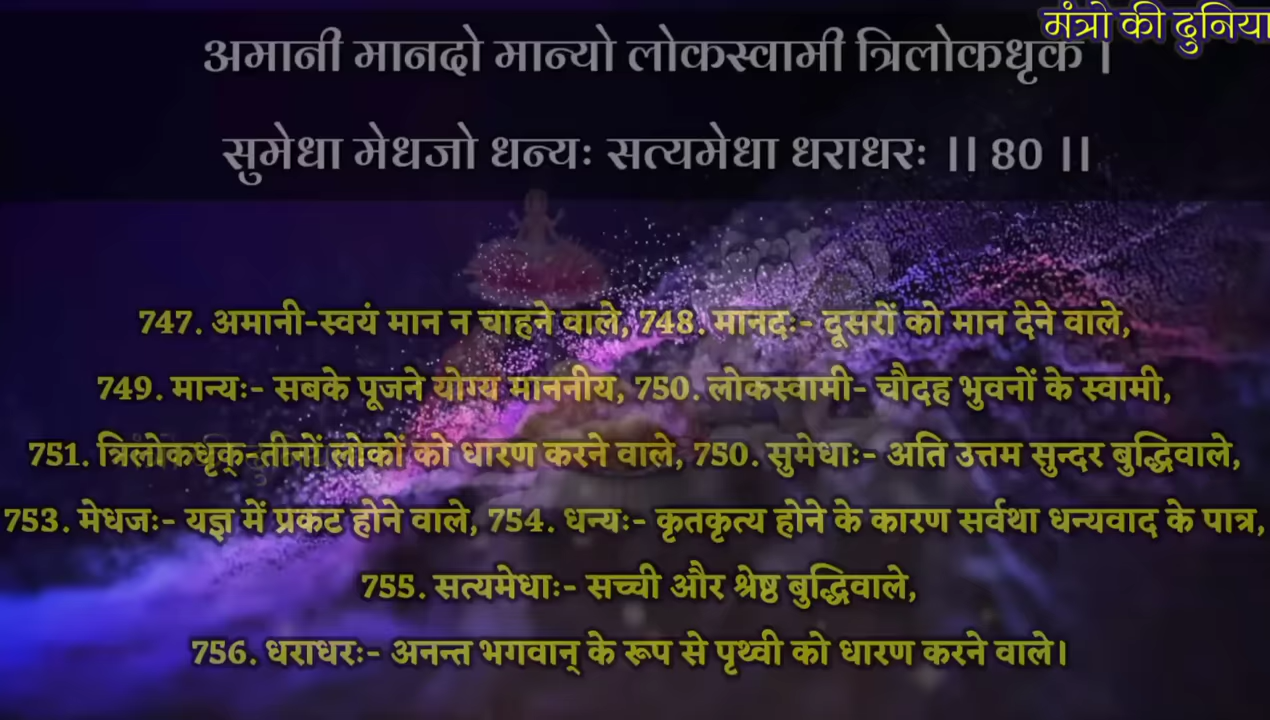 मंत्रो की दुनिया
अमानी मानदो मान्यो लोकस्वामी त्रिलोकधृक ।
सुमेधा मेधजो धन्यः सत्यमेधा धराधरः ।। 80 ।।
747. अमानी-स्वयं मान न चाहने वाले, 748. मानदः- दूसरों को मान देने वाले,
749. मान्यः- सबके पूजने योग्य माननीय, 750. लोकस्वामी- चौदह भुवनों के स्वामी,
751. त्रिलोकधृक्-तीनों लोकों को धारण करने वाले, 750. सुमेधाः- अति उत्तम सुन्दर बुद्धिवाले,
753. मेधजः- यज्ञ में प्रकट होने वाले, 754. धन्यः- कृतकृत्य होने के कारण सर्वथा धन्यवाद के पात्र,
755. सत्यमेधाः- सच्ची और श्रेष्ठ बुद्धिवाले,
756. धराधरः- अनन्त भगवान् के रूप से पृथ्वी को धारण करने वाले।